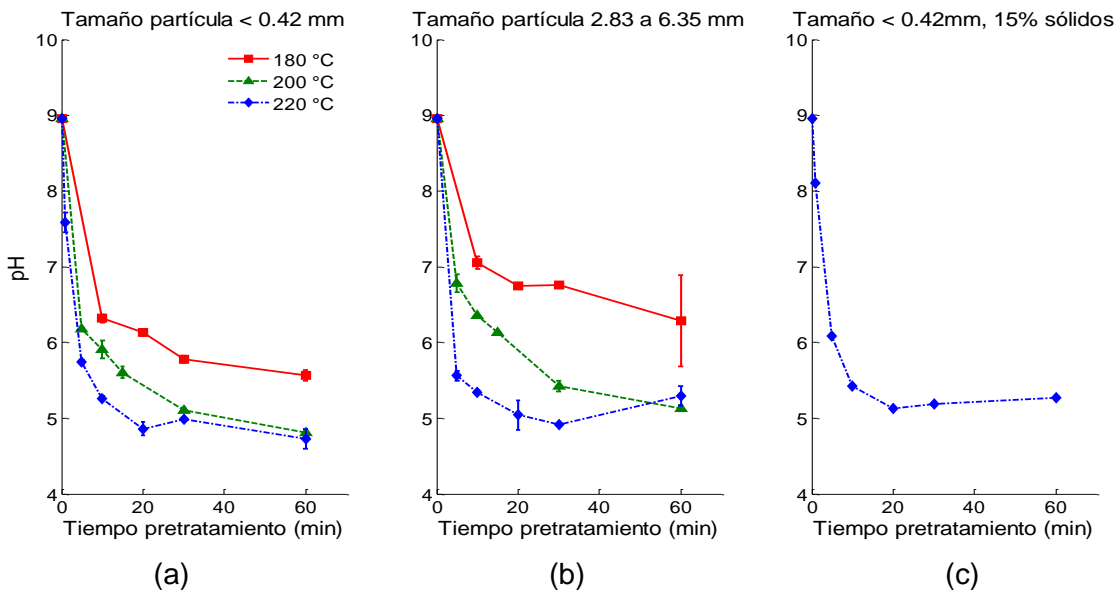 Tamaño partícula < 0.42 mm
Tamaño partícula 2.83 a 6.35 mm
Tamaño < 0.42mm, 15% sólidos
10
9
8
7
6
5
4
pH
180 °C
200 °C
220 °C
0
20
40
60
Tiempo pretratamiento (min)
(a)
10
9
8
7
6
5
4
0
20
40
60
Tiempo pretratamiento (min)
(b)
10
9
8
7
6
5
4
0
20
40
60
Tiempo pretratamiento (min)
(c)